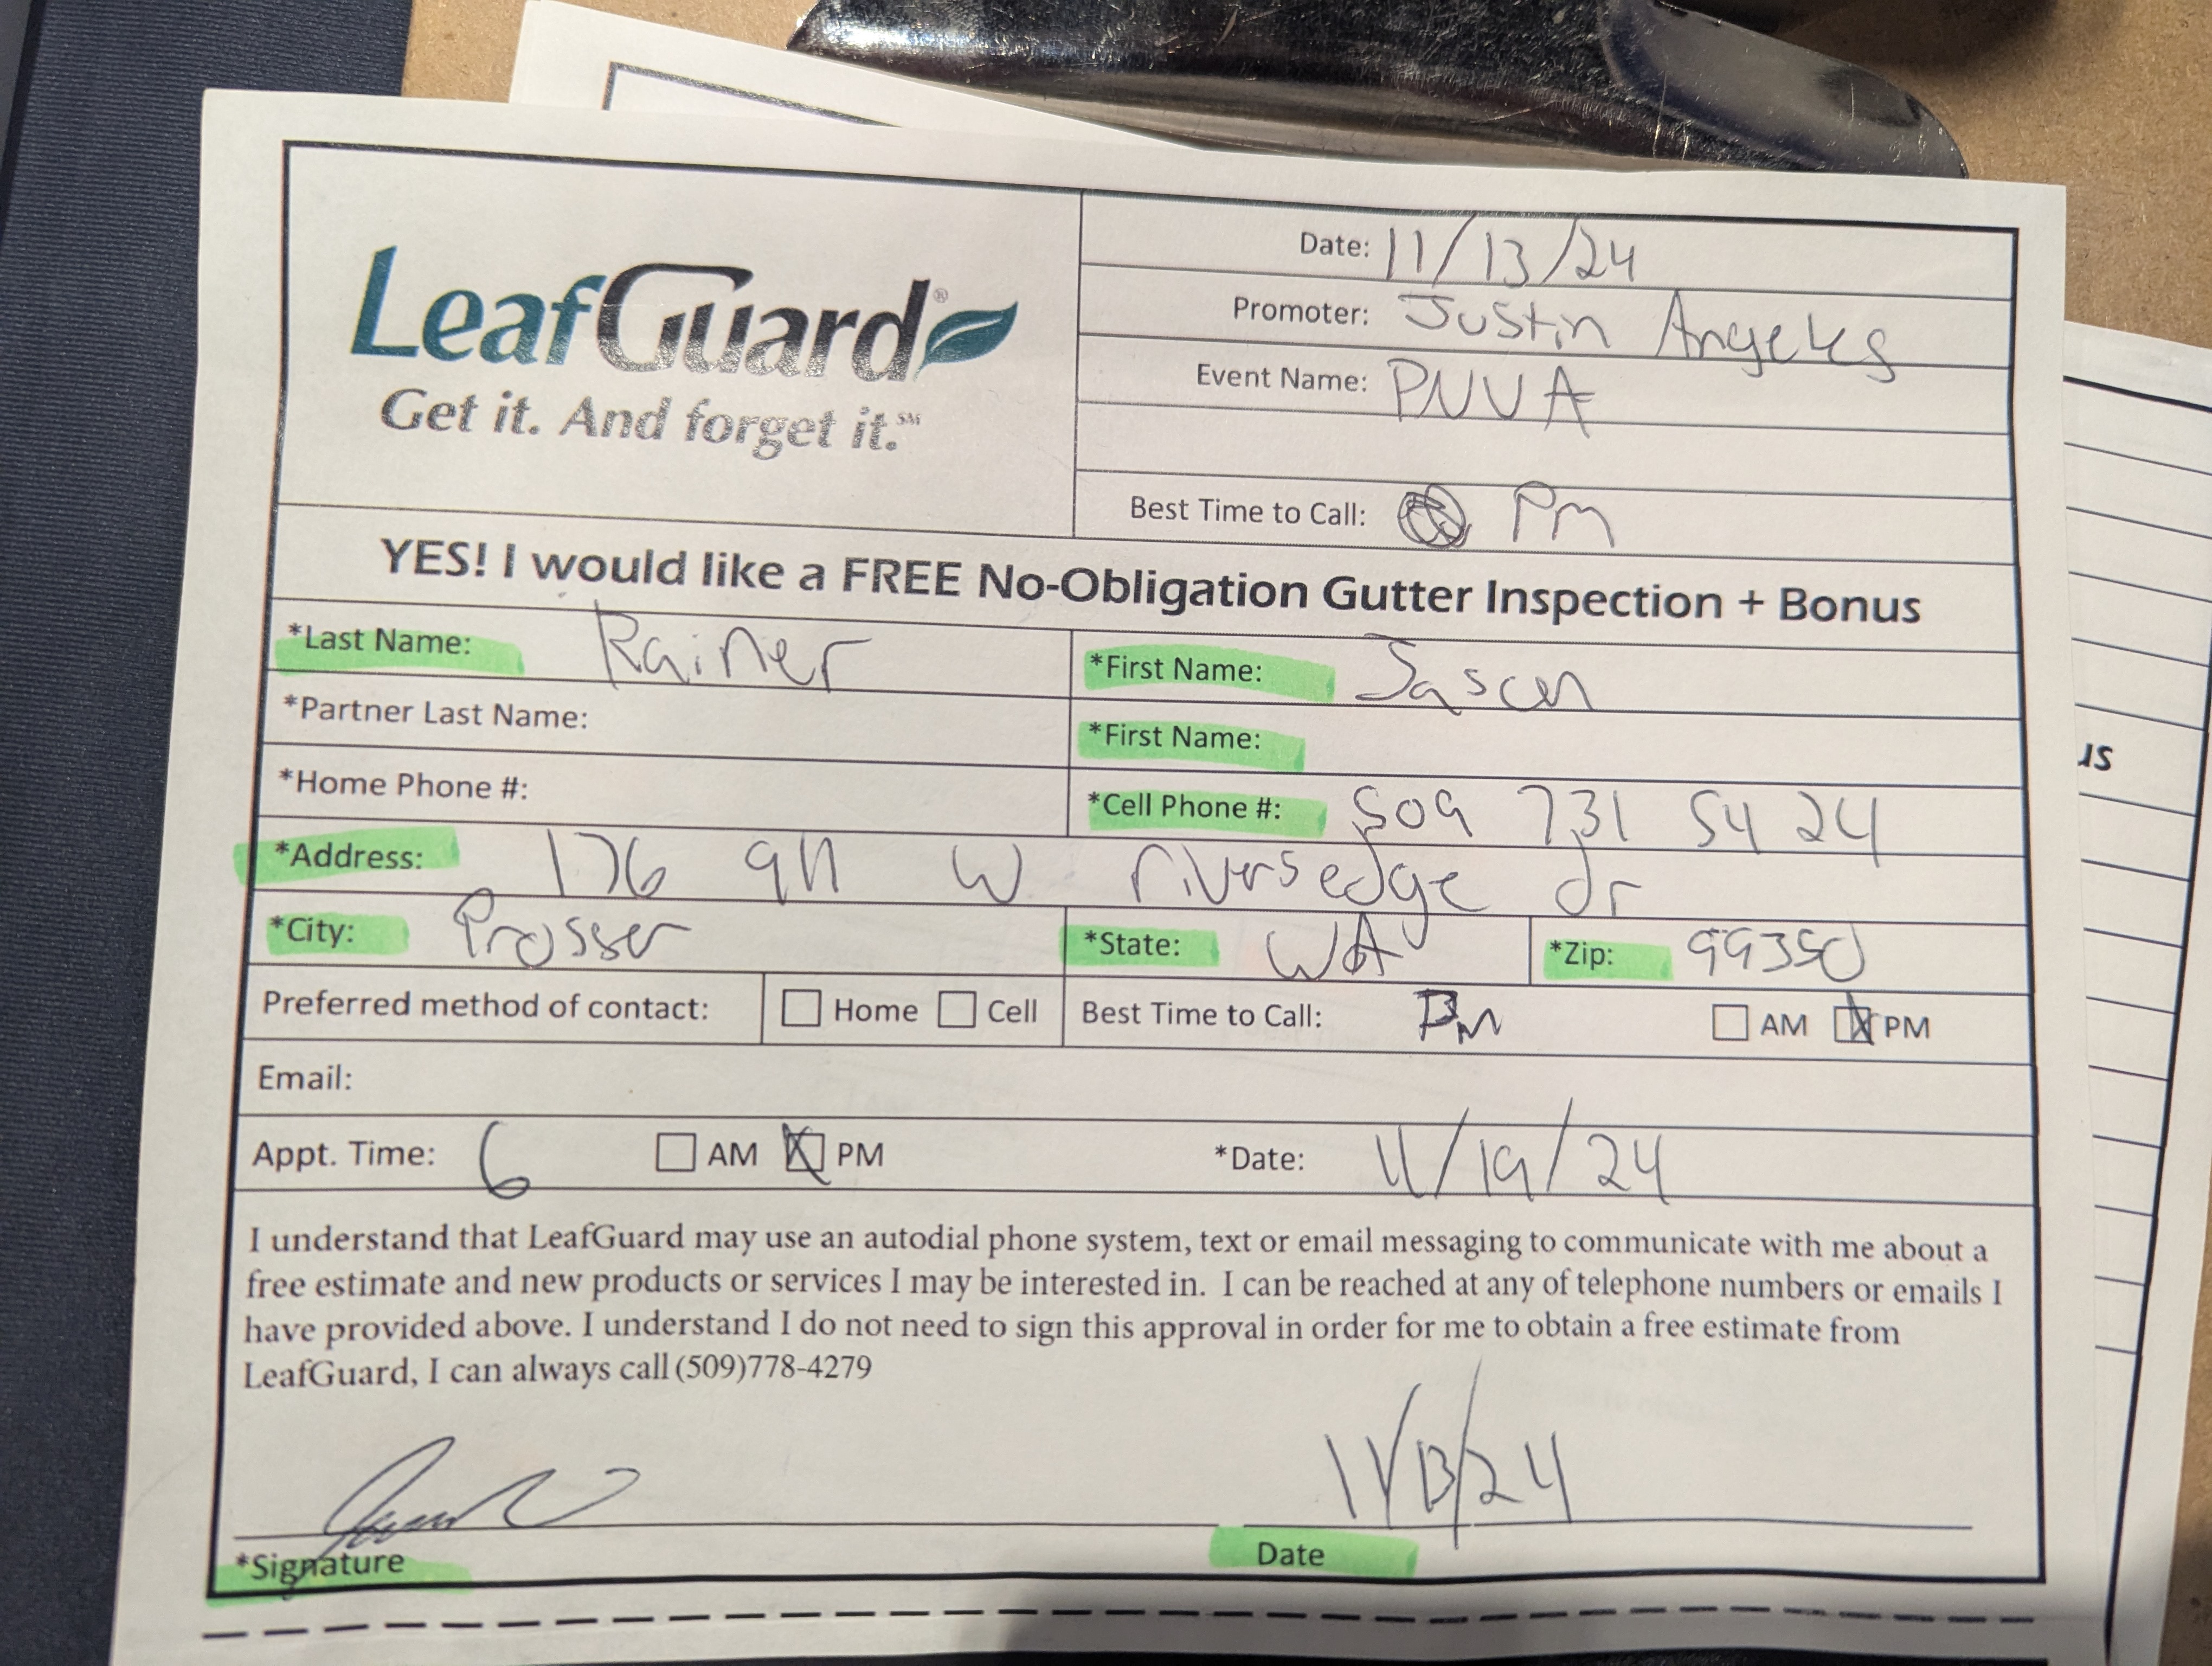 LeafGuard®
Get it. And forget it.℠
Date: 11/13/24
Promoter: Justin Angeles
Event Name: PNVA
Best Time to Call: Pm
YES! I would like a FREE No-Obligation Gutter Inspection + Bonus
*Last Name: Rainer *First Name: Jason
*Partner Last Name: *First Name:
*Home Phone #: *Cell Phone #: 509 731 5424
*Address: 176 W riversedge dr
*City: Prosser *State: WA *Zip: 99350
Preferred method of contact: Home Cell Best Time to Call: Pm AM PM
Email:
Appt. Time: 6 AM PM *Date: 11/19/24
I understand that LeafGuard may use an autodial phone system, text or email messaging to communicate with me about a
free estimate and new products or services I may be interested in. I can be reached at any of telephone numbers or emails I
have provided above. I understand I do not need to sign this approval in order for me to obtain a free estimate from
LeafGuard, I can always call (509)778-4279
11/13/24
*Signature Date
us